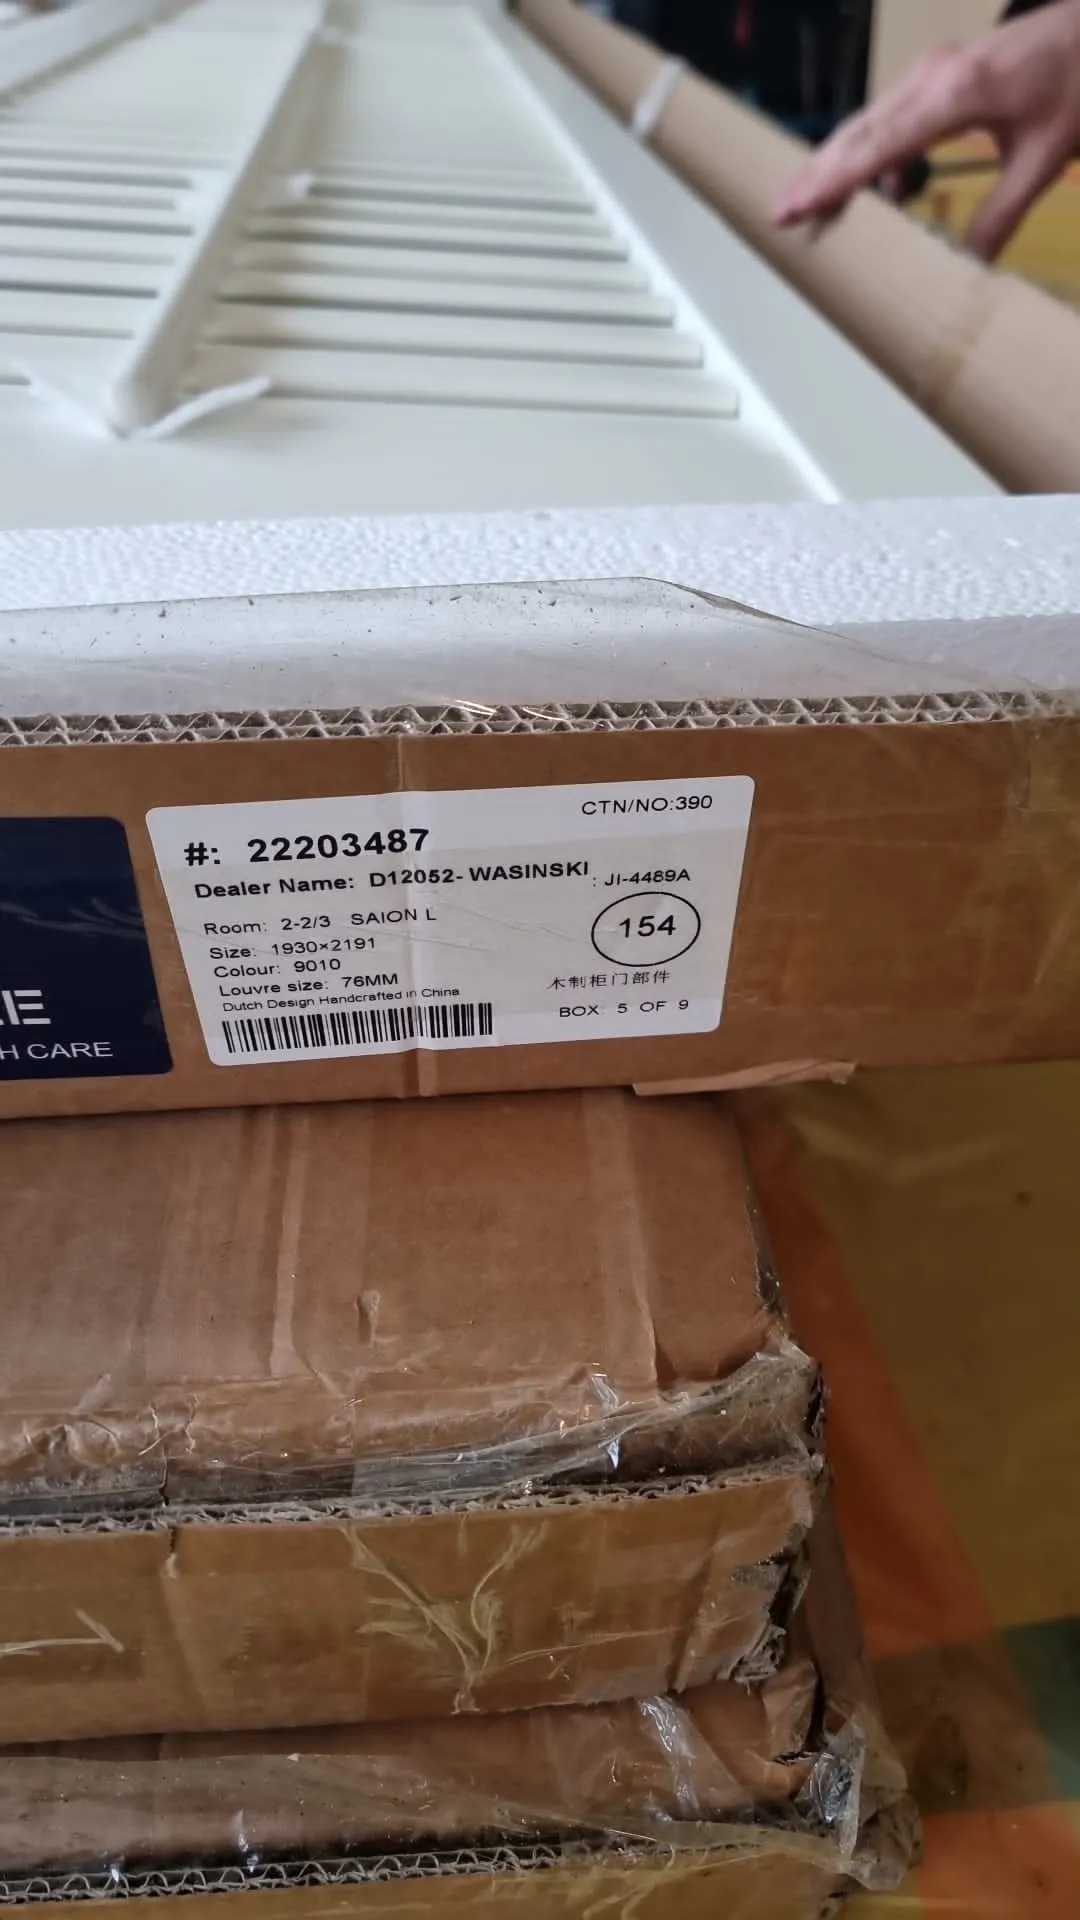 CTN/NO:390
#: 22203487
Dealer Name: D12052-WASINSKI : JI-4489A
154
Room: 2-2/3 SAION L
Size: 1930×2191
Colour: 9010
Louvre size: 76MM
木制柜门部件
Dutch Design Handcrafted in China
BOX: 5 OF 9
LE
H CARE